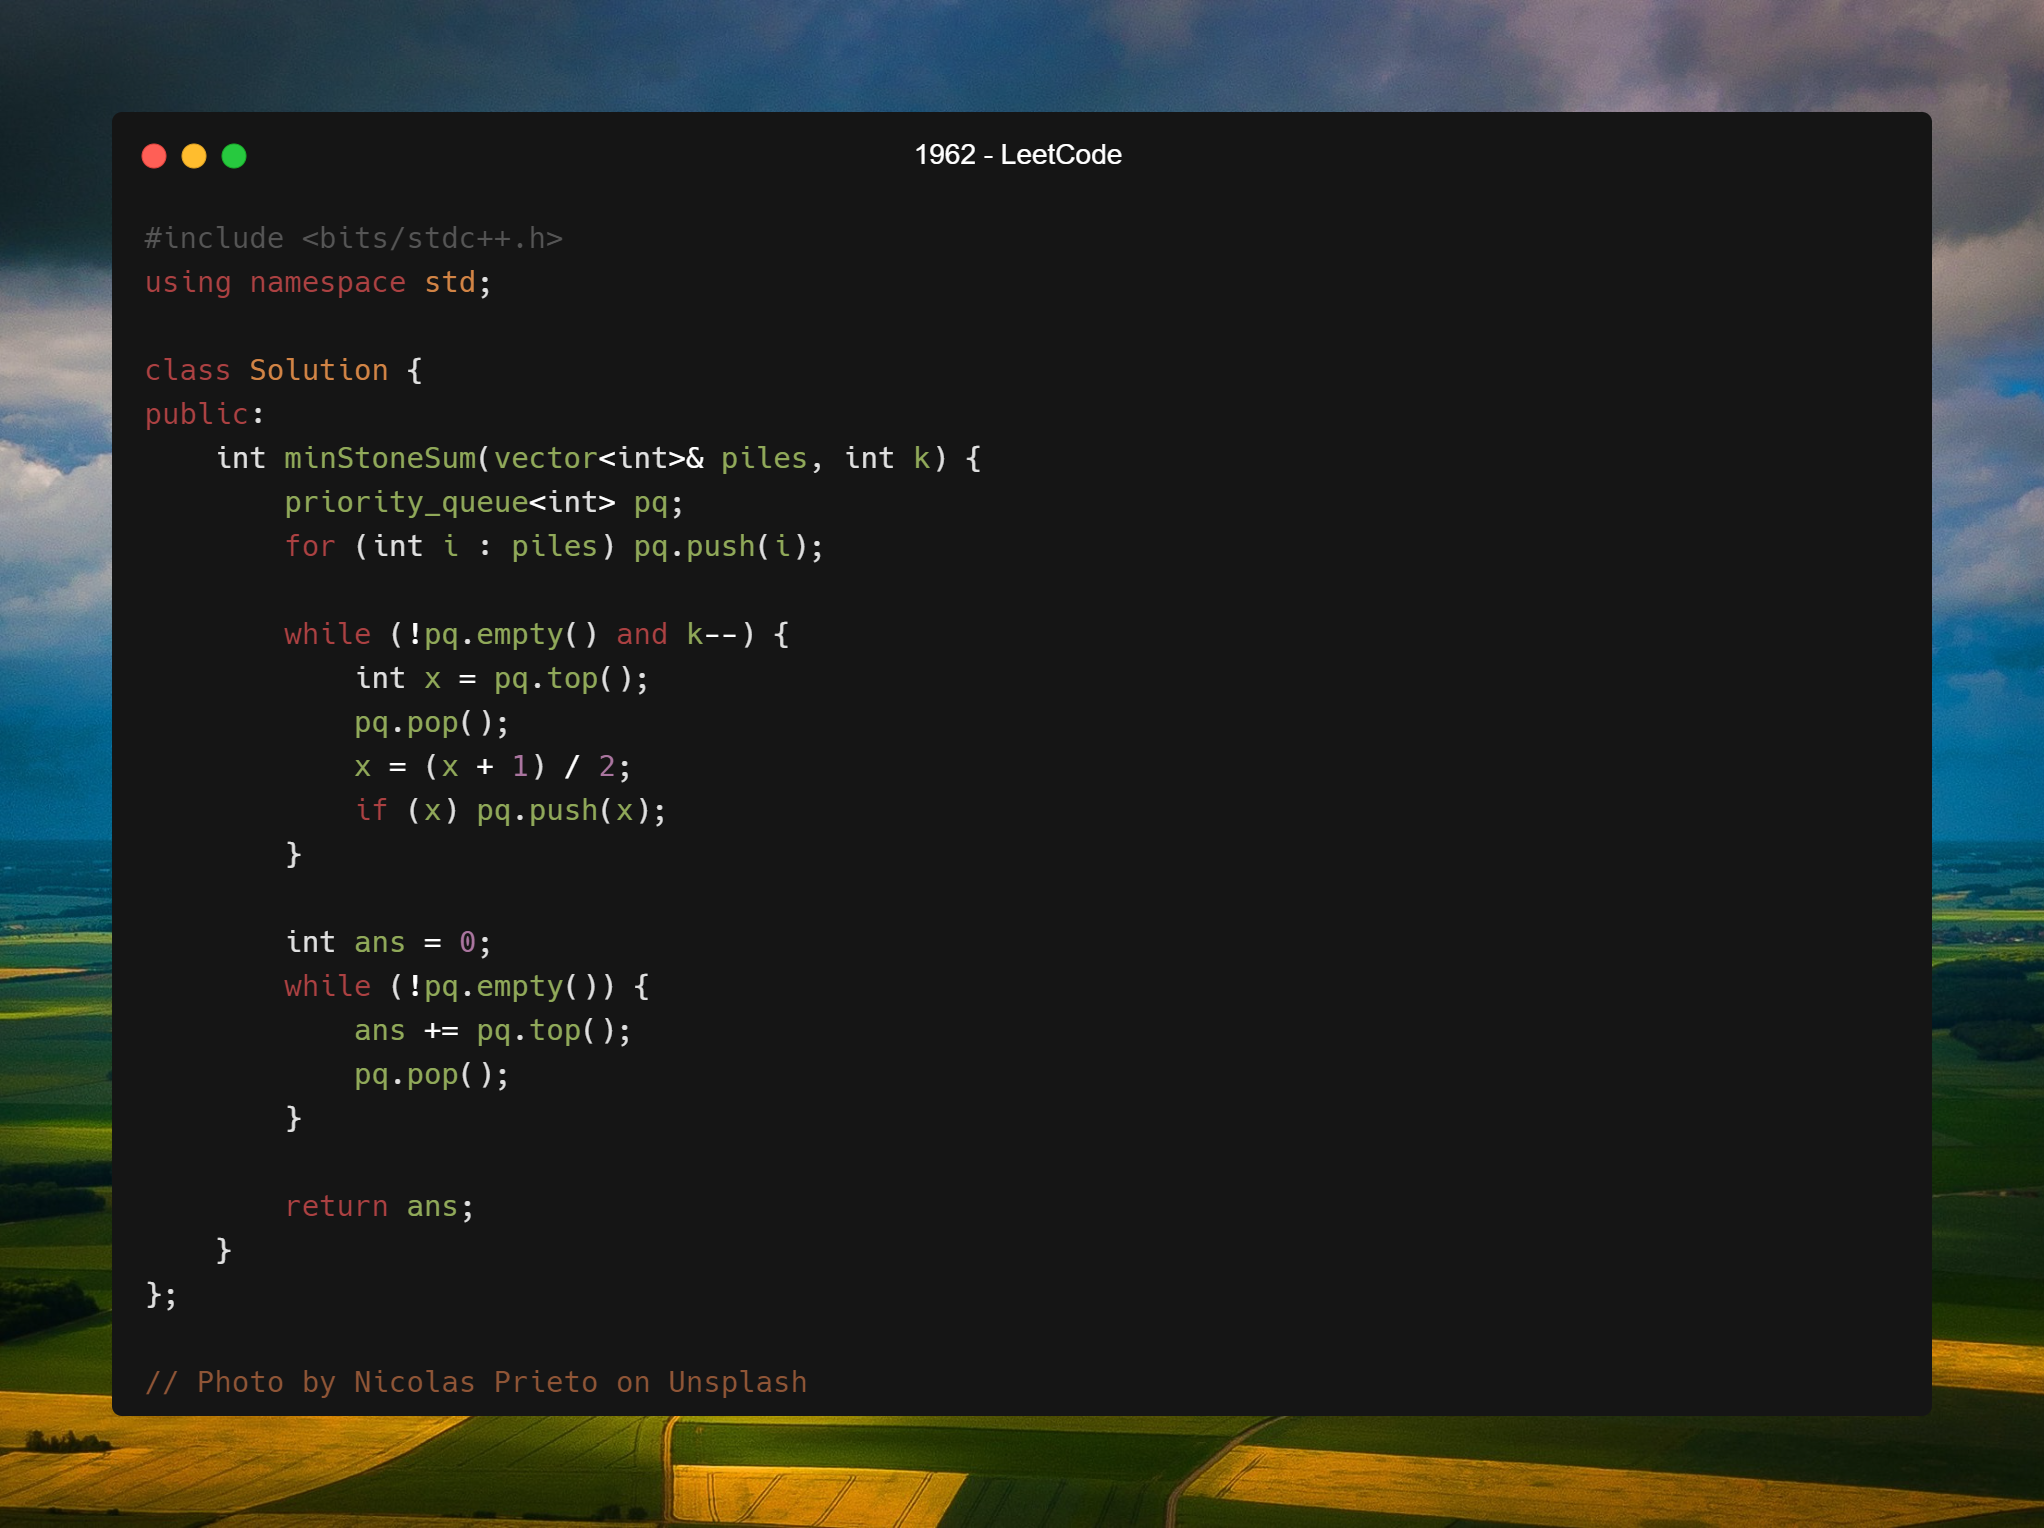 1962 - LeetCode
#include <bits/stdc++.h>
using namespace std;
class Solution {
public:
    int minStoneSum(vector<int>& piles, int k) {
        priority_queue<int> pq;
        for (int i : piles) pq.push(i);
        while (!pq.empty() and k--) {
            int x = pq.top();
            pq.pop();
            x = (x + 1) / 2;
            if (x) pq.push(x);
        }
        int ans = 0;
        while (!pq.empty()) {
            ans += pq.top();
            pq.pop();
        }
        return ans;
    }
};
// Photo by Nicolas Prieto on Unsplash